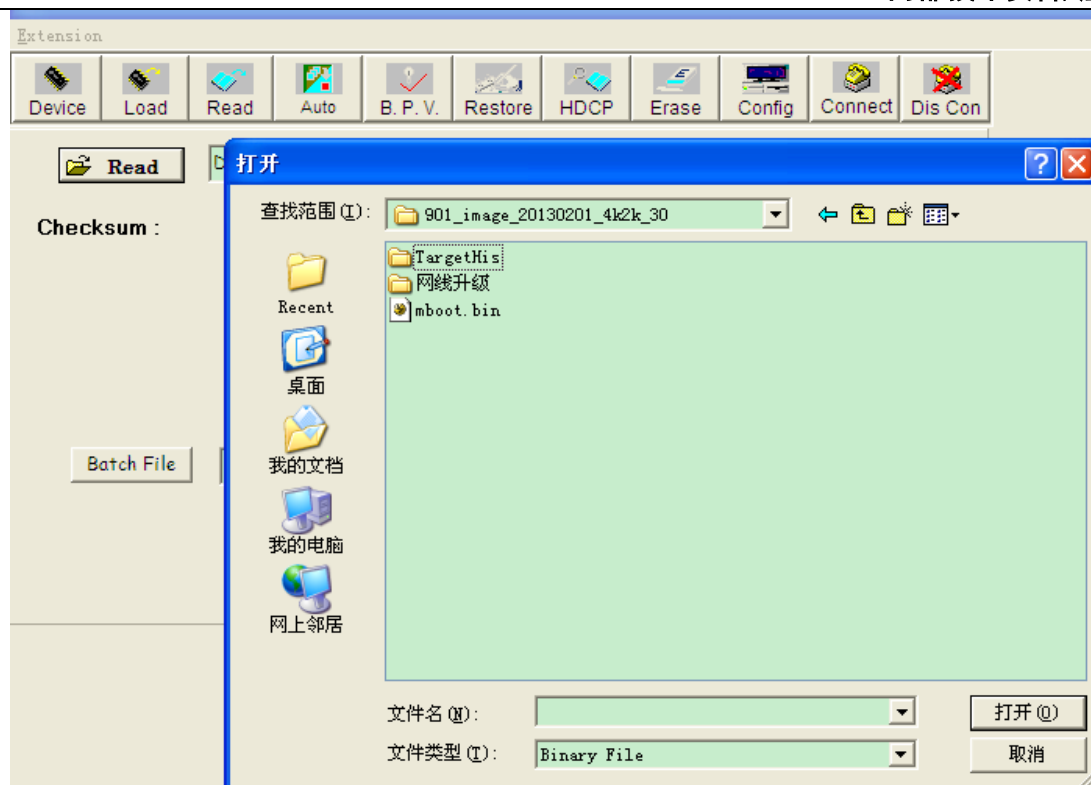 Extension
Device Load Read Auto B. P. V. Restore HDCP Erase Config Connect Dis Con
Read
打开
查找范围(I): 901_image_20130201_4k2k_30
Checksum :
TargetHis
网线升级
mboot.bin
Recent
桌面
我的文档
Batch File
我的电脑
网上邻居
文件名(N): 打开(O)
文件类型(T): Binary File 取消